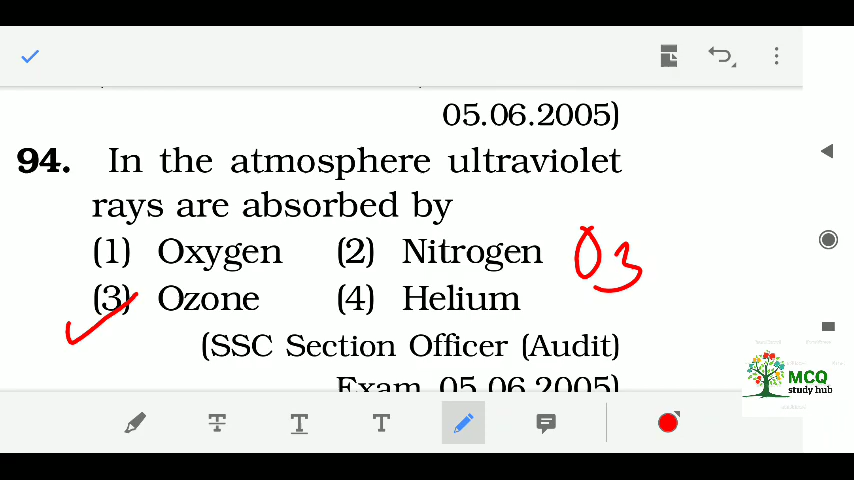 05.06.2005)
94. In the atmosphere ultraviolet
rays are absorbed by
(1) Oxygen (2) Nitrogen O3
(3) Ozone (4) Helium
(SSC Section Officer (Audit)
Exam 05.06.2005)
MCQ
study hub
T T T